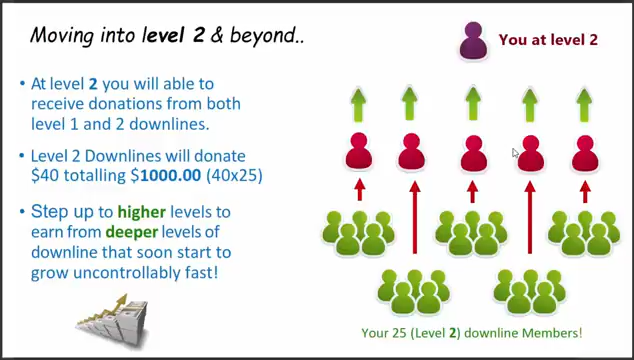 Moving into level 2 & beyond..
You at level 2
• At level 2 you will able to
receive donations from both
level 1 and 2 downlines.
• Level 2 Downlines will donate
$40 totalling $1000.00 (40x25)
• Step up to higher levels to
earn from deeper levels of
downline that soon start to
grow uncontrollably fast!
Your 25 (Level 2) downline Members!